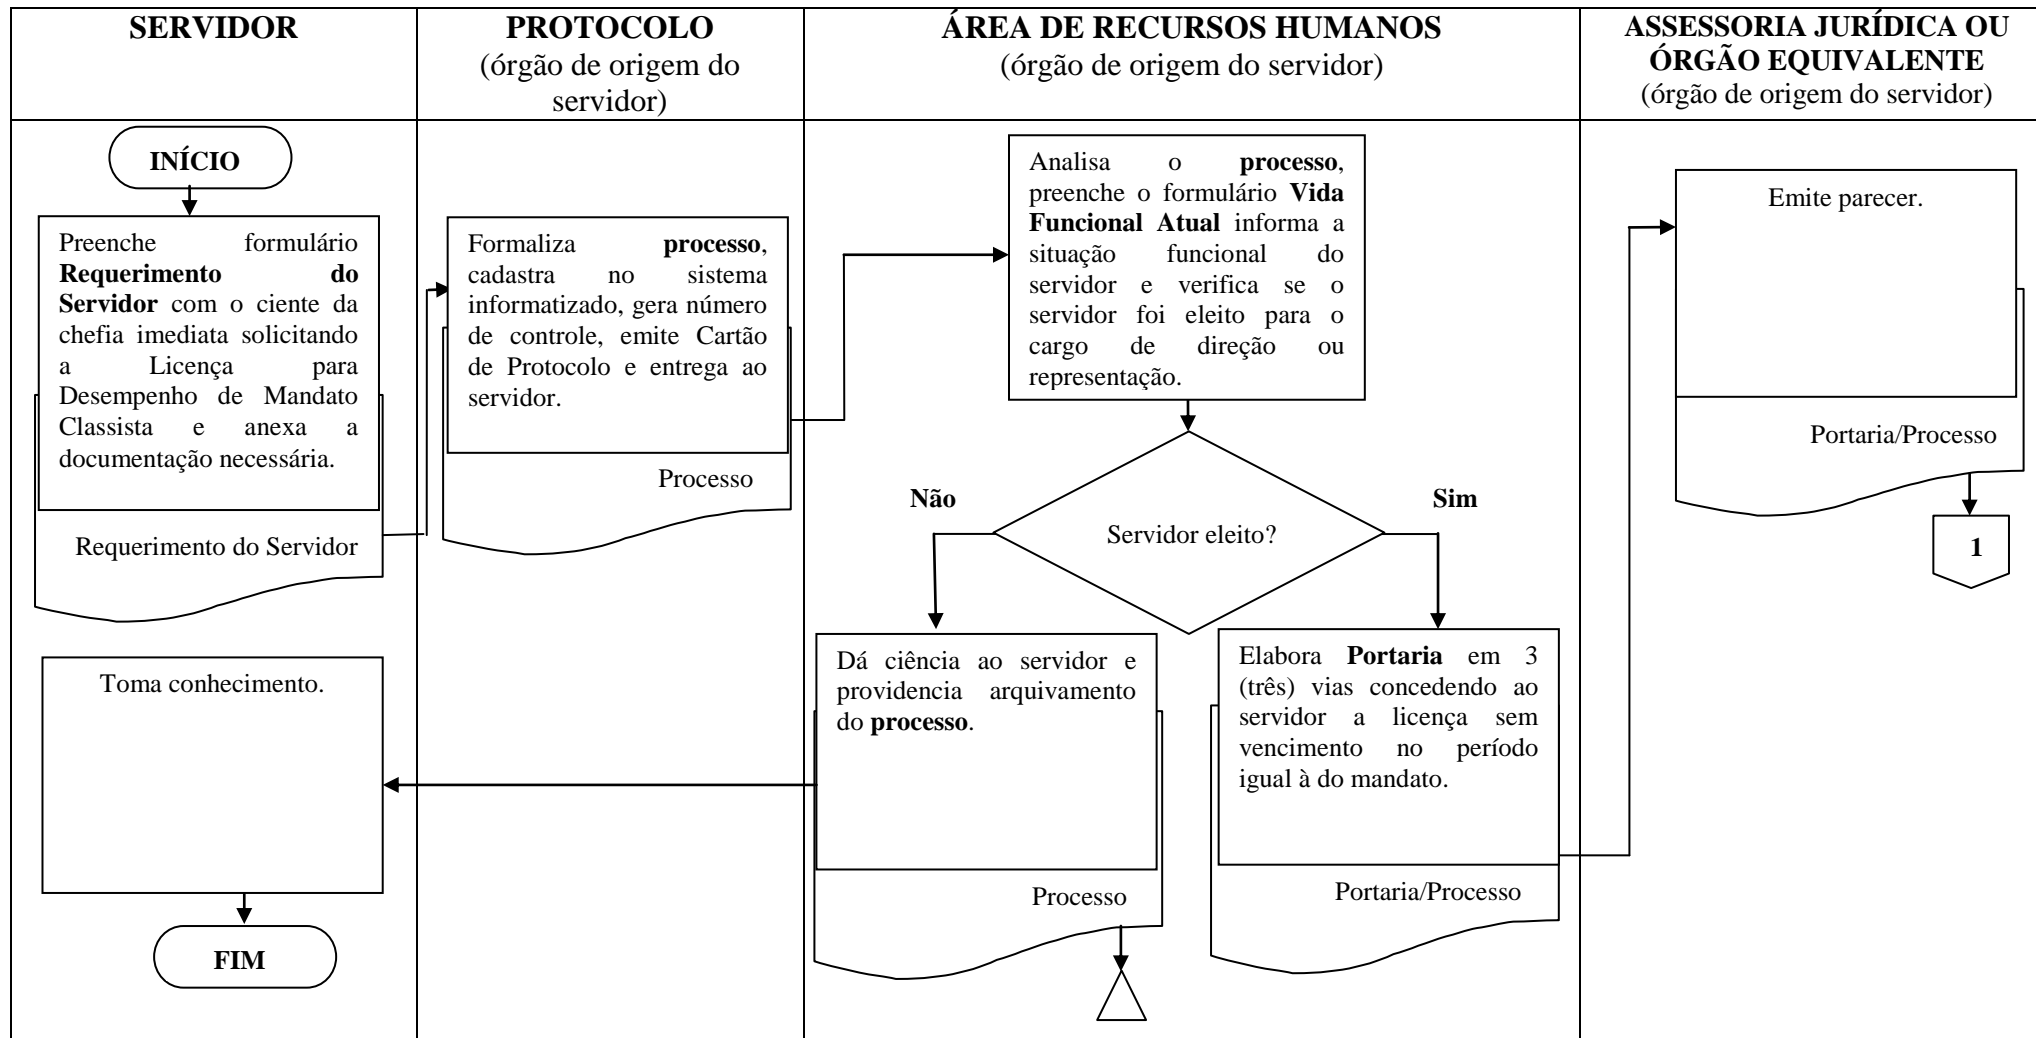 SERVIDOR
PROTOCOLO
(órgão de origem do
servidor)
ÁREA DE RECURSOS HUMANOS
(órgão de origem do servidor)
ASSESSORIA JURÍDICA OU
ÓRGÃO EQUIVALENTE
(órgão de origem do servidor)
INÍCIO
Preenche formulário
Requerimento do
Servidor com o ciente da
chefia imediata solicitando
a Licença para
Desempenho de Mandato
Classista e anexa a
documentação necessária.
Requerimento do Servidor
Formaliza processo,
cadastra no sistema
informatizado, gera número
de controle, emite Cartão
de Protocolo e entrega ao
servidor.
Processo
Analisa o processo,
preenche o formulário Vida
Funcional Atual informa a
situação funcional do
servidor e verifica se o
servidor foi eleito para o
cargo de direção ou
representação.
Servidor eleito?
Não
Sim
Dá ciência ao servidor e
providencia arquivamento
do processo.
Processo
Elabora Portaria em 3
(três) vias concedendo ao
servidor a licença sem
vencimento no período
igual à do mandato.
Portaria/Processo
Emite parecer.
Portaria/Processo
1
Toma conhecimento.
FIM